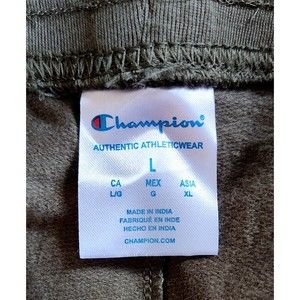 Champion
AUTHENTIC ATHLETICWEAR
L
CA MEX ASIA
L/G G XL
MADE IN INDIA
FABRIQUÉ EN INDE
HECHO EN INDIA
CHAMPION.COM